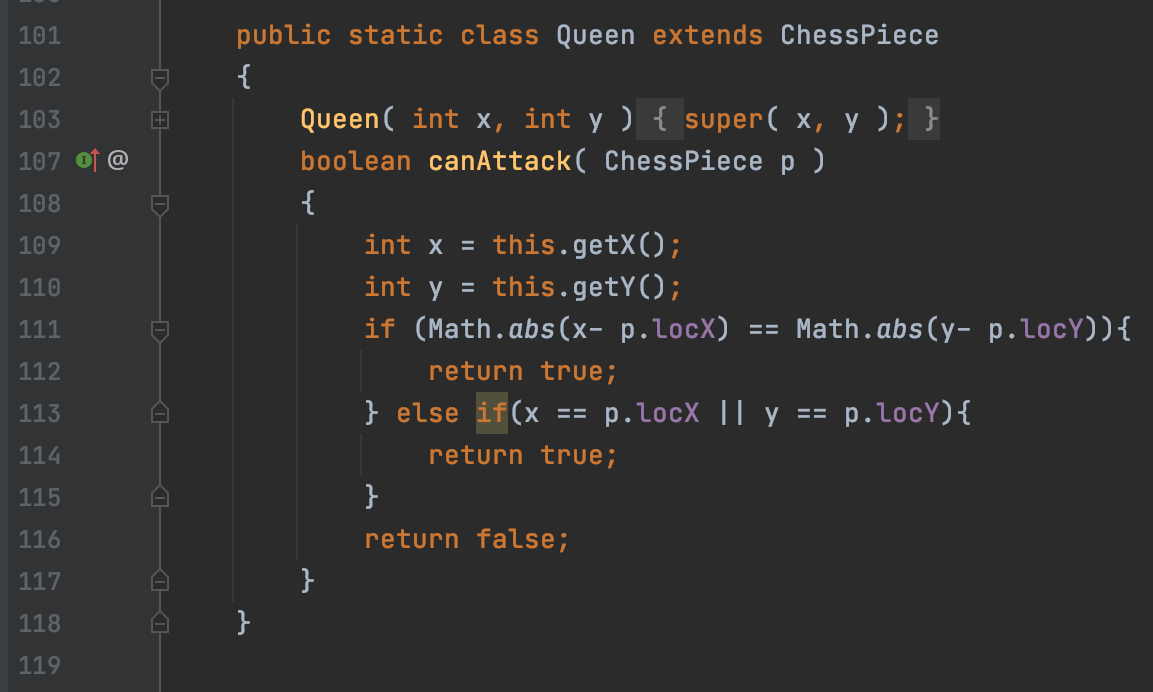 101 public static class Queen extends ChessPiece
102 {
103 Queen( int x, int y ) { super( x, y ); }
107 @ boolean canAttack( ChessPiece p )
108 {
109 int x = this.getX();
110 int y = this.getY();
111 if (Math.abs(x- p.locX) == Math.abs(y- p.locY)){
112 return true;
113 } else if(x == p.locX || y == p.locY){
114 return true;
115 }
116 return false;
117 }
118 }
119